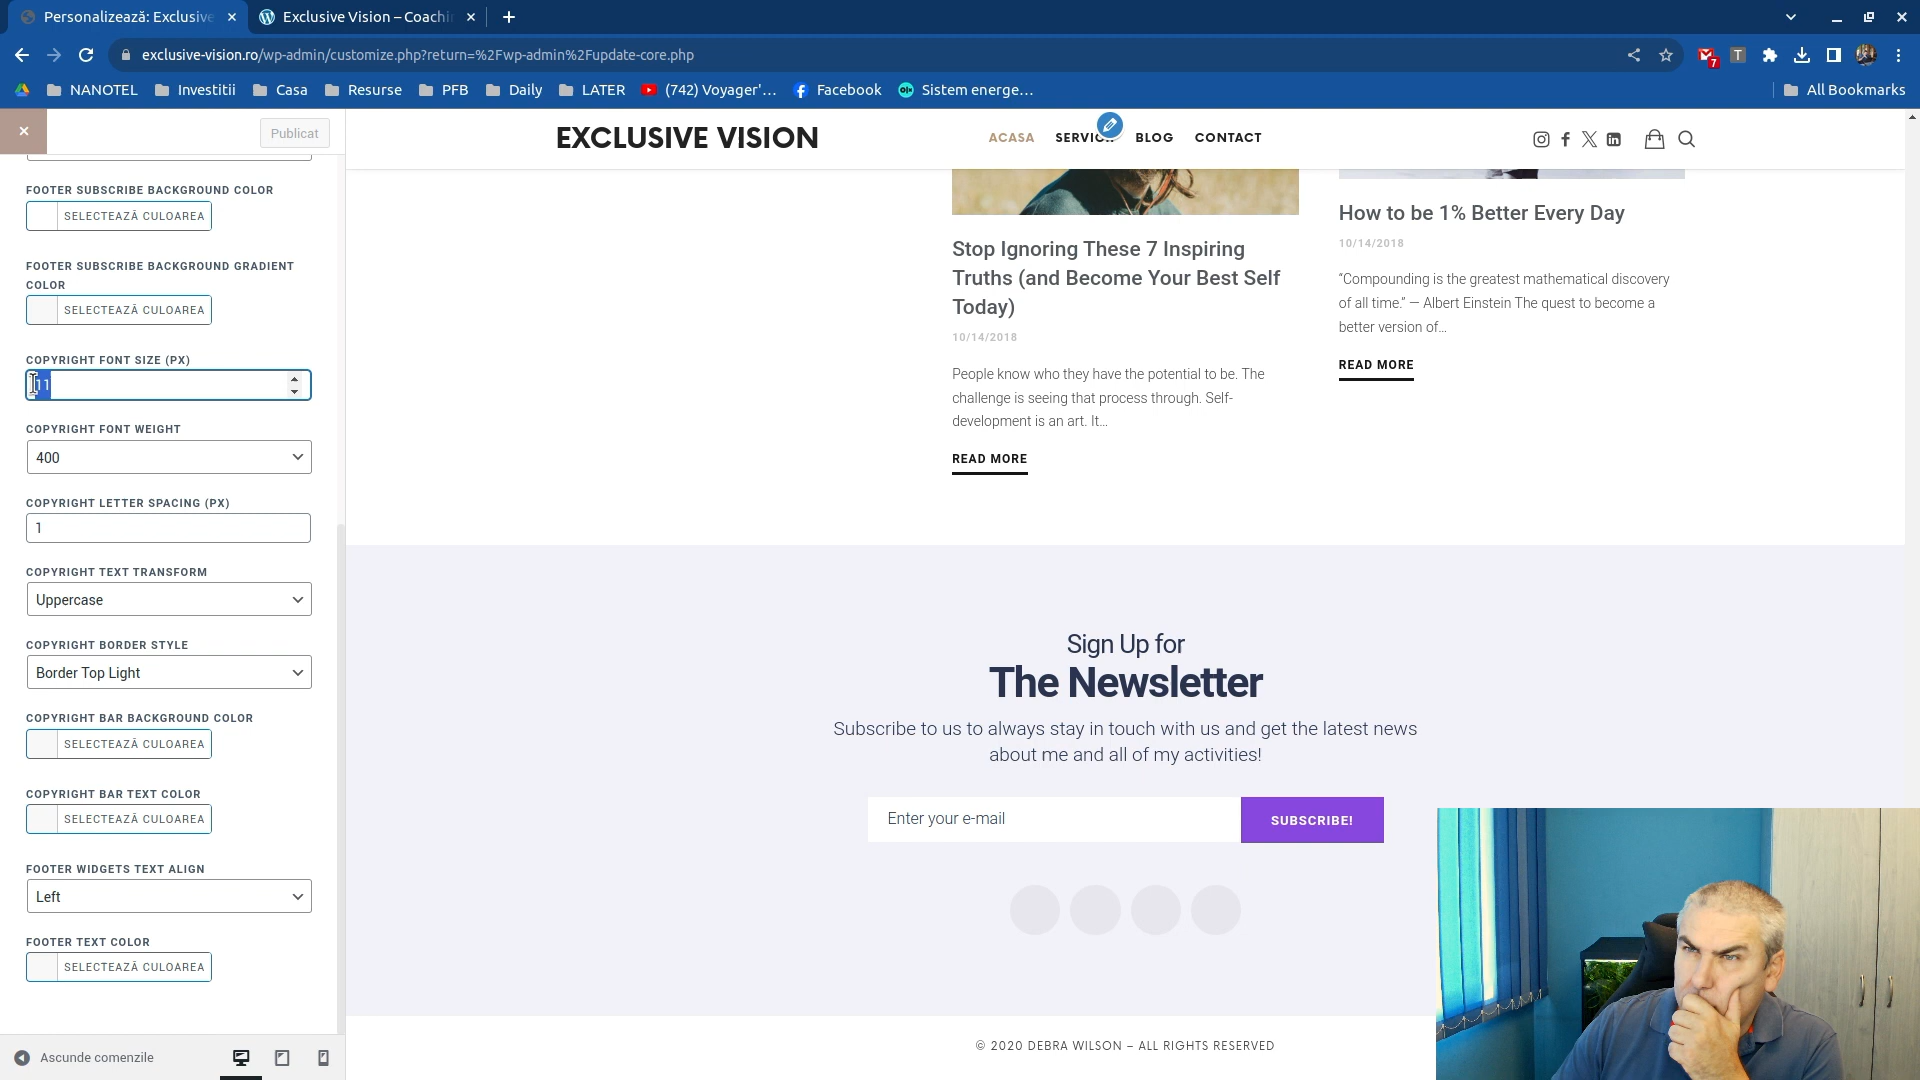 Personalizează: Exclusive
Exclusive Vision – Coachin
exclusive-vision.ro/wp-admin/customize.php?return=%2Fwp-admin%2Fupdate-core.php
7
T
NANOTEL
Investitii
Casa
Resurse
PFB
Daily
LATER
(742) Voyager'...
Facebook
Sistem energe...
All Bookmarks
Publicat
FOOTER SUBSCRIBE BACKGROUND COLOR
SELECTEAZĂ CULOAREA
FOOTER SUBSCRIBE BACKGROUND GRADIENT
COLOR
SELECTEAZĂ CULOAREA
COPYRIGHT FONT SIZE (PX)
11
COPYRIGHT FONT WEIGHT
400
COPYRIGHT LETTER SPACING (PX)
1
COPYRIGHT TEXT TRANSFORM
Uppercase
COPYRIGHT BORDER STYLE
Border Top Light
COPYRIGHT BAR BACKGROUND COLOR
SELECTEAZĂ CULOAREA
COPYRIGHT BAR TEXT COLOR
SELECTEAZĂ CULOAREA
FOOTER WIDGETS TEXT ALIGN
Left
FOOTER TEXT COLOR
SELECTEAZĂ CULOAREA
Ascunde comenzile
EXCLUSIVE VISION
ACASA
BLOG
CONTACT
Stop Ignoring These 7 Inspiring
Truths (and Become Your Best Self
Today)
10/14/2018
People know who they have the potential to be. The
challenge is seeing that process through. Self-
development is an art. It...
READ MORE
How to be 1% Better Every Day
10/14/2018
“Compounding is the greatest mathematical discovery
of all time.” — Albert Einstein The quest to become a
better version of...
READ MORE
Sign Up for
The Newsletter
Subscribe to us to always stay in touch with us and get the latest news
about me and all of my activities!
Enter your e-mail
SUBSCRIBE!
© 2020 DEBRA WILSON – ALL RIGHTS RESERVED